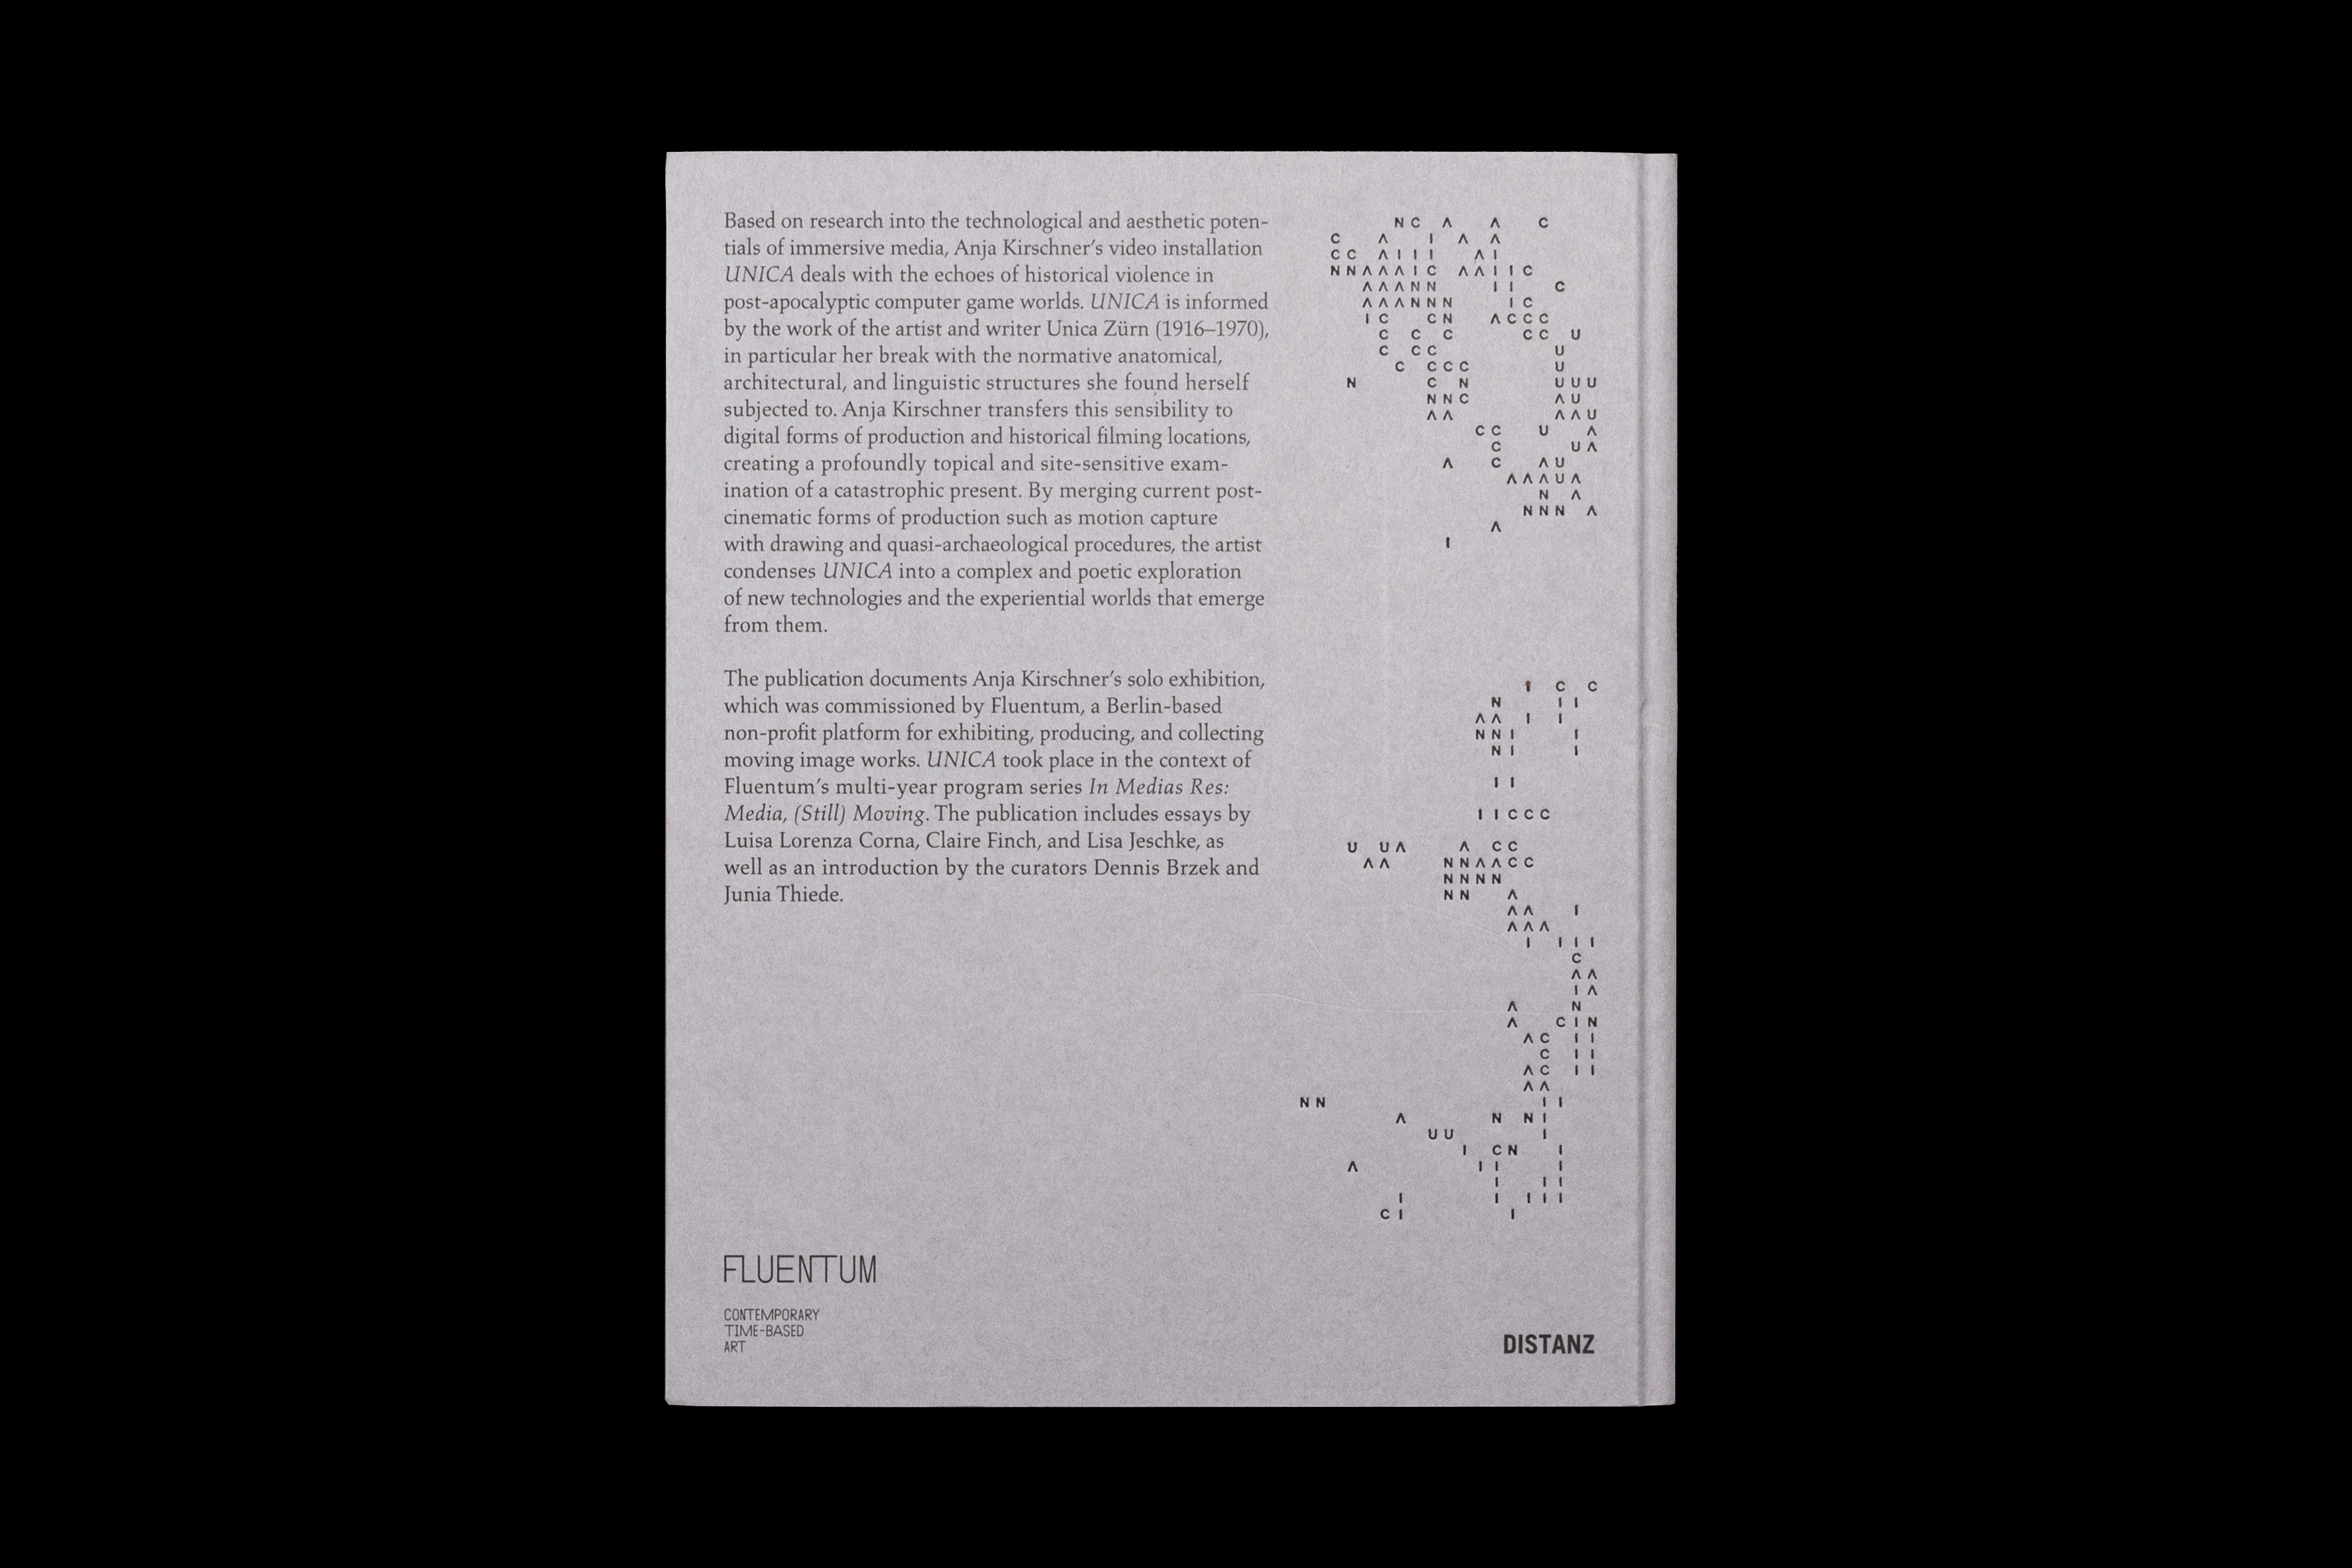 Based on research into the technological and aesthetic poten-
tials of immersive media, Anja Kirschner’s video installation
UNICA deals with the echoes of historical violence in
post-apocalyptic computer game worlds. UNICA is informed
by the work of the artist and writer Unica Zürn (1916–1970),
in particular her break with the normative anatomical,
architectural, and linguistic structures she found herself
subjected to. Anja Kirschner transfers this sensibility to
digital forms of production and historical filming locations,
creating a profoundly topical and site-sensitive exam-
ination of a catastrophic present. By merging current post-
cinematic forms of production such as motion capture
with drawing and quasi-archaeological procedures, the artist
condenses UNICA into a complex and poetic exploration
of new technologies and the experiential worlds that emerge
from them.
The publication documents Anja Kirschner’s solo exhibition,
which was commissioned by Fluentum, a Berlin-based
non-profit platform for exhibiting, producing, and collecting
moving image works. UNICA took place in the context of
Fluentum’s multi-year program series In Medias Res:
Media, (Still) Moving. The publication includes essays by
Luisa Lorenza Corna, Claire Finch, and Lisa Jeschke, as
well as an introduction by the curators Dennis Brzek and
Junia Thiede.
N C Λ Λ C
C Λ I Λ Λ
C C Λ I I I Λ I
N N Λ Λ Λ I C Λ Λ I I C
Λ Λ Λ N N I I C
Λ Λ Λ N N N I C
I C C N Λ C C C
C C C C C U
C C C U
C C C C U
N C N U U U
N N C Λ U
Λ Λ Λ Λ U
C C U Λ
C U Λ
Λ C Λ U
Λ Λ Λ U Λ
N Λ
N N N Λ
Λ
I
I C C
N I I
Λ Λ I I
N N I I
N I I
I I
I I C C C
U U Λ Λ C C
Λ Λ N N Λ Λ C C
N N N N
N N Λ
Λ Λ I
Λ Λ Λ
I I I I
C
Λ Λ
I Λ
Λ N
Λ C I N
Λ C I I
C I I
Λ C I I
Λ Λ
N N I I
Λ N N I
U U I
I C N I
Λ I I I
I I I
I I I I I
C I I
FLUENTUM
CONTEMPORARY
TIME-BASED
ART
DISTANZ